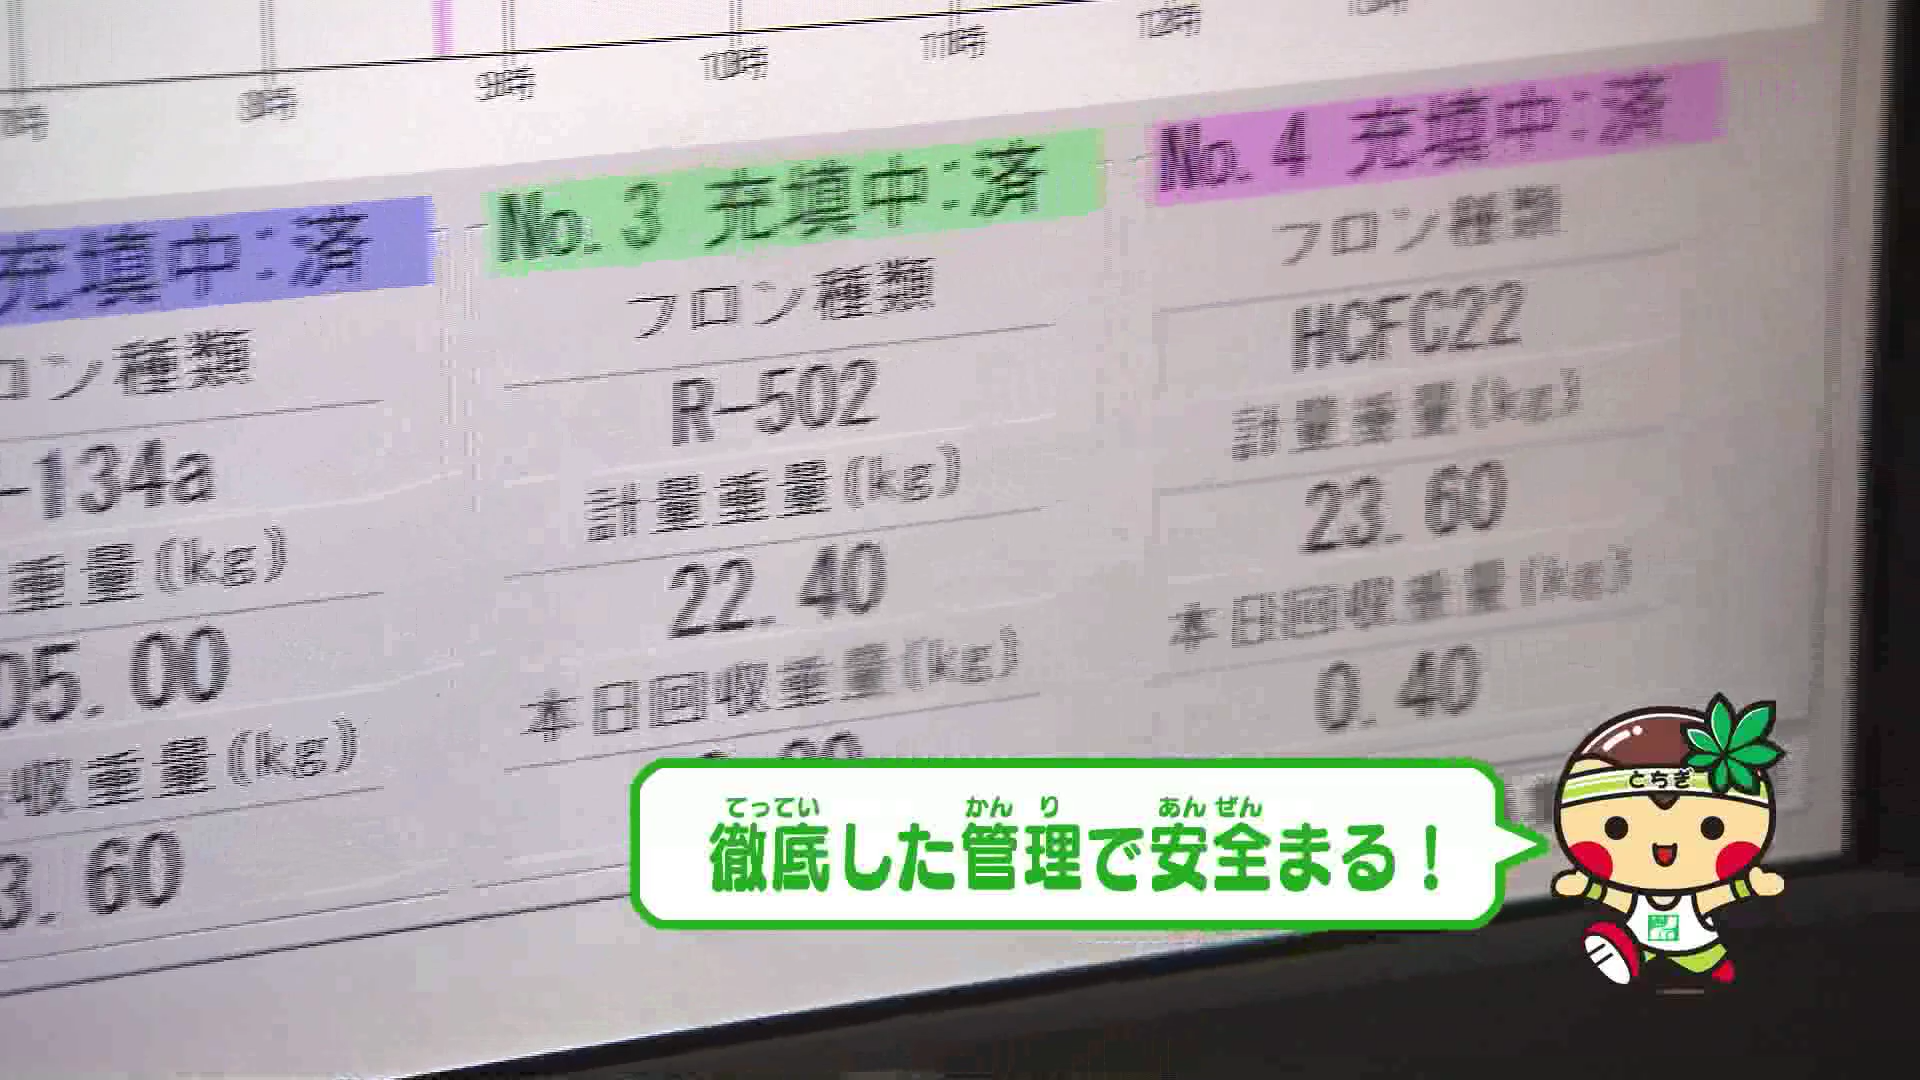 8時
9時
10時
11時
12時
充填中:済
ロン種類
-134a
重量(kg)
05.00
収重量(kg)
3.60
No.3 充填中:済
フロン種類
R-502
計量重量(kg)
22.40
本日回収重量(kg)
No.4 充填中:済
フロン種類
HCFC22
計量重量(kg)
23.60
本日回収重量(kg)
0.40
てってい かん り あん ぜん
徹底した管理で安全まる!
とちぎ